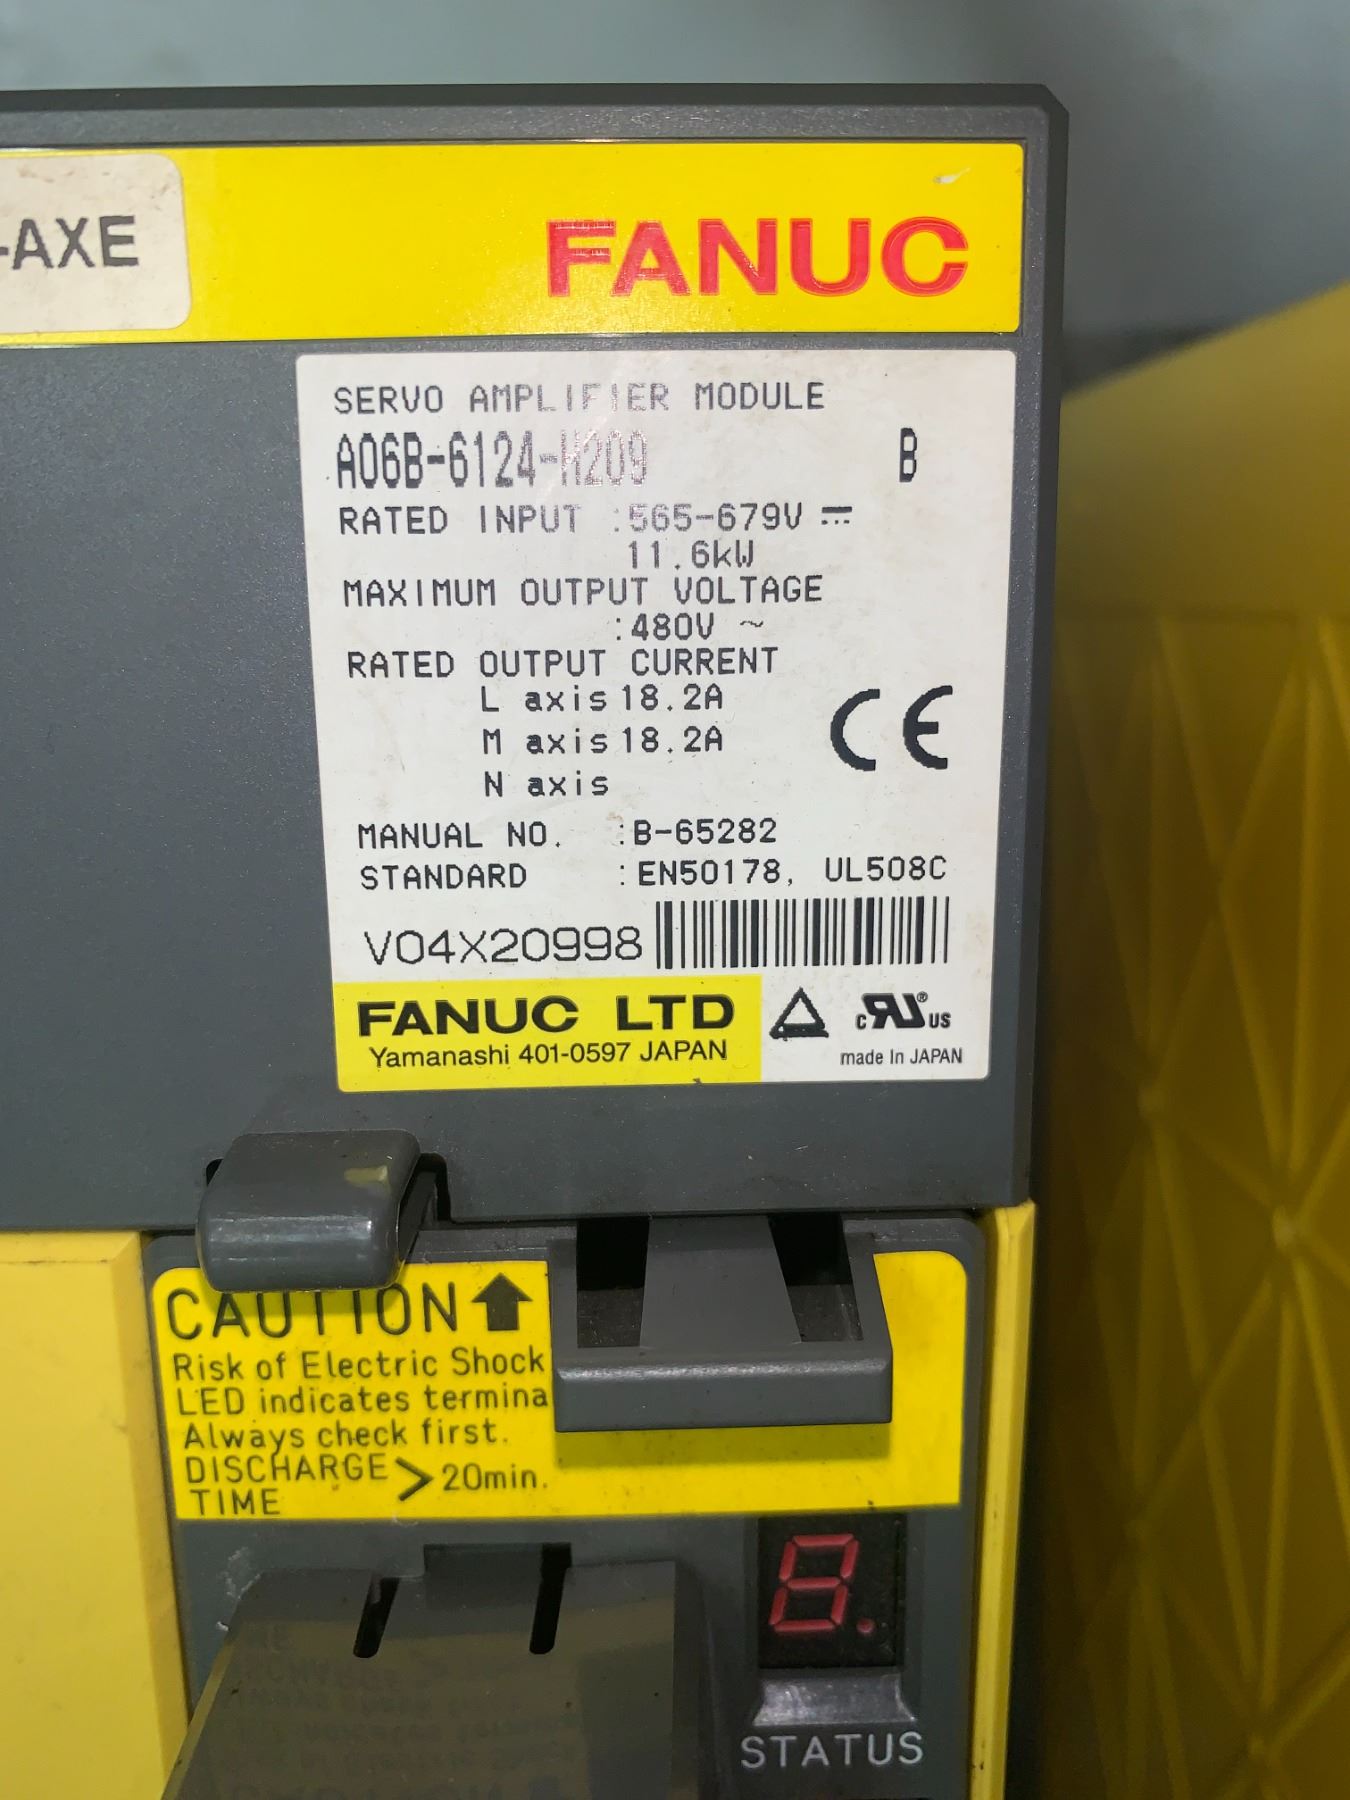 -AXE
FANUC
SERVO AMPLIFIER MODULE
A06B-6124-H209 B
RATED INPUT :565-679V ⎓
11.6kW
MAXIMUM OUTPUT VOLTAGE
:480V ~
RATED OUTPUT CURRENT
L axis 18.2A
M axis 18.2A
N axis
CE
MANUAL NO. :B-65282
STANDARD :EN50178, UL508C
V04X20998
FANUC LTD
Yamanashi 401-0597 JAPAN
c RU ® US
made In JAPAN
CAUTION
Risk of Electric Shock
LED indicates termina
Always check first.
DISCHARGE TIME > 20min.
8.
STATUS